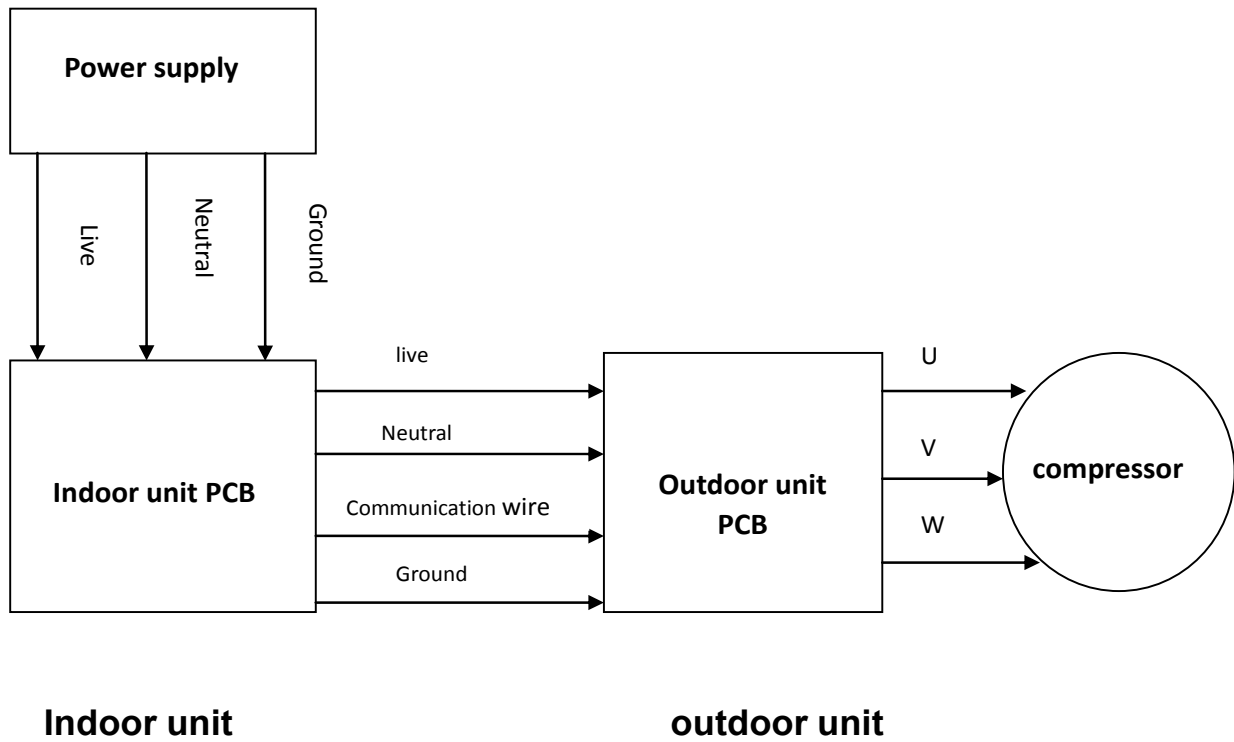 Power supply
Live
Neutral
Ground
live
Neutral
Communication wire
Ground
Indoor unit PCB
Outdoor unit
PCB
U
V
W
compressor
Indoor unit
outdoor unit